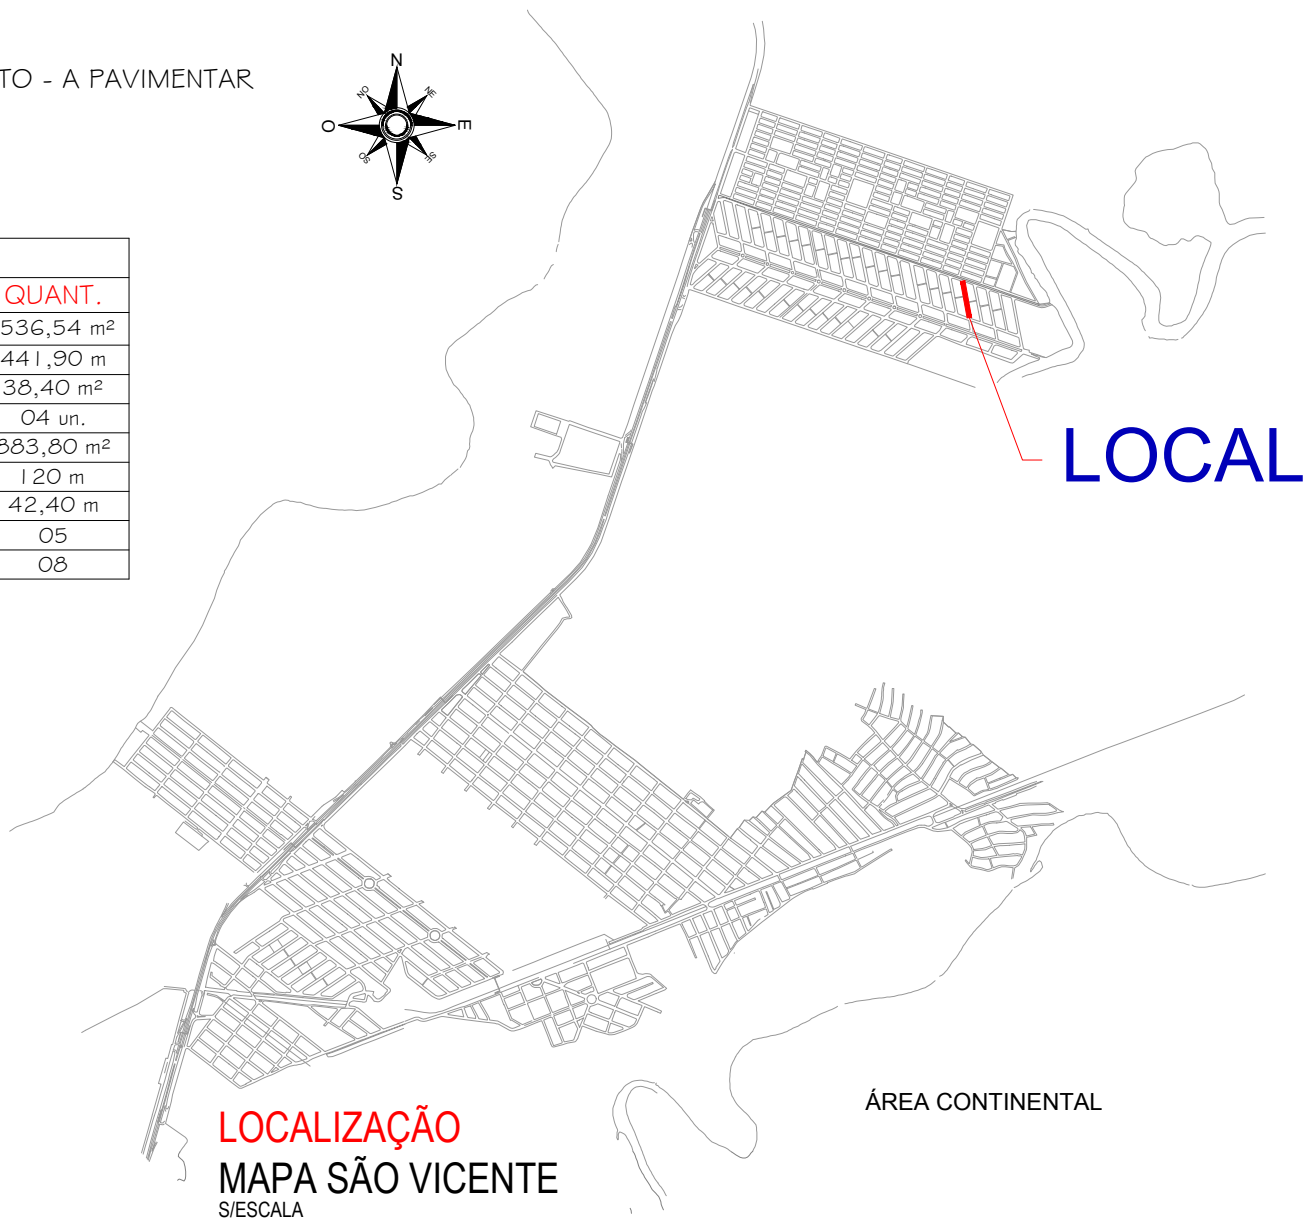 TO - A PAVIMENTAR
N
NO
NE
O
E
SO
SE
S
QUANT.
536,54 m²
441,90 m
38,40 m²
04 un.
883,80 m²
120 m
42,40 m
05
08
LOCAL
ÁREA CONTINENTAL
LOCALIZAÇÃO
MAPA SÃO VICENTE
S/ESCALA